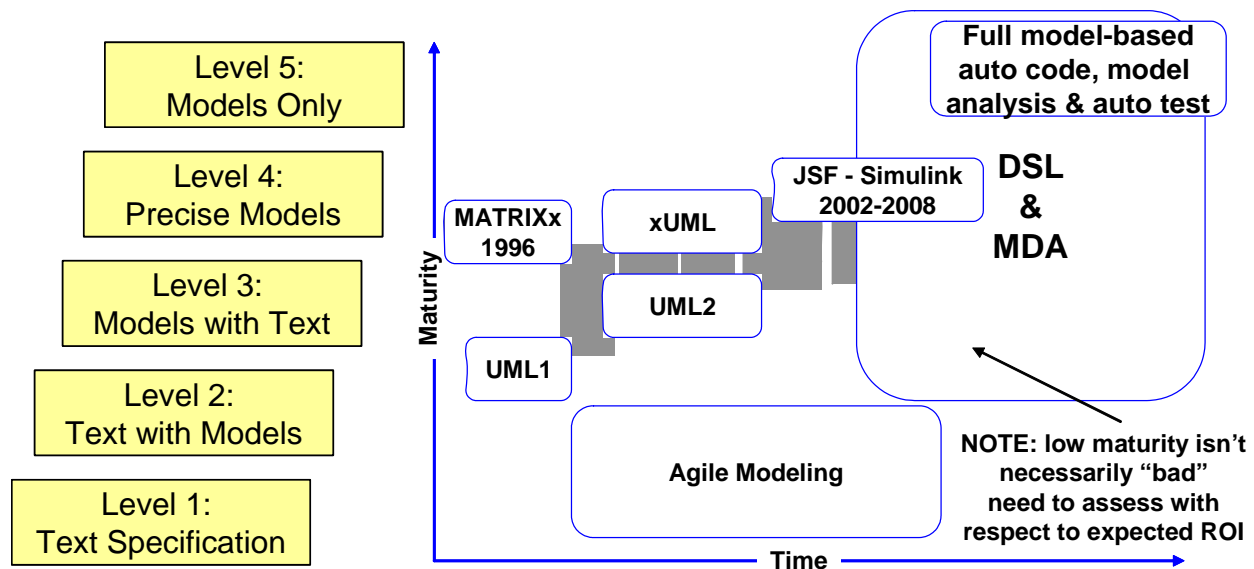 Level 5:
Models Only
Level 4:
Precise Models
Level 3:
Models with Text
Level 2:
Text with Models
Level 1:
Text Specification
Maturity
MATRIXx
1996
UML1
xUML
UML2
JSF - Simulink
2002-2008
Full model-based
auto code, model
analysis & auto test
DSL
&
MDA
Agile Modeling
NOTE: low maturity isn’t
necessarily “bad”
need to assess with
respect to expected ROI
Time